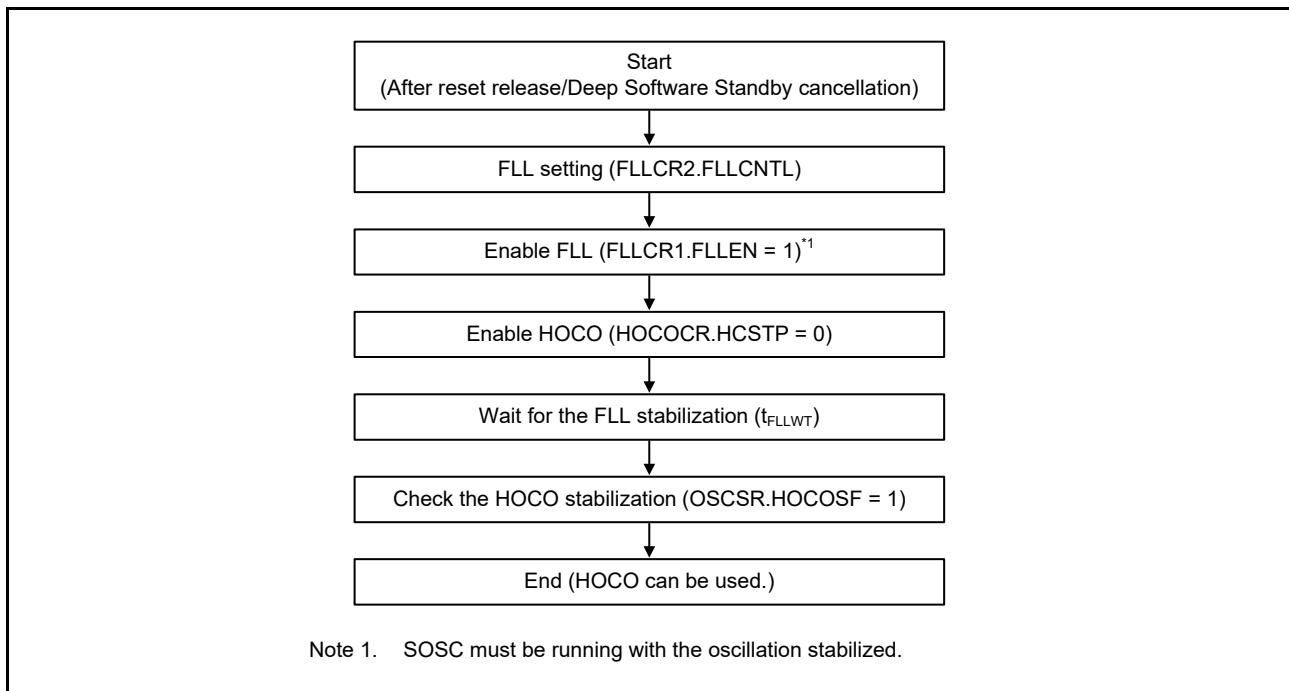 Start
(After reset release/Deep Software Standby cancellation)
FLL setting (FLLCR2.FLLCNTL)
Enable FLL (FLLCR1.FLLEN = 1)*1
Enable HOCO (HOCOCR.HCSTP = 0)
Wait for the FLL stabilization (tFLLWT)
Check the HOCO stabilization (OSCSR.HOCOSF = 1)
End (HOCO can be used.)
Note 1. SOSC must be running with the oscillation stabilized.